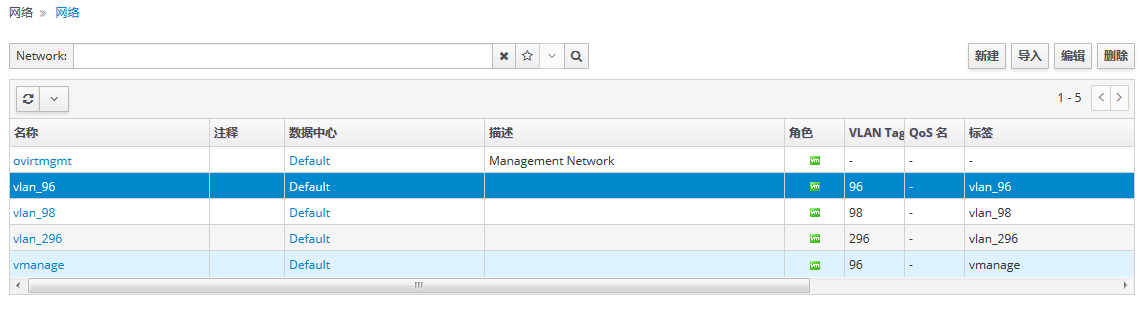 网络 » 网络
Network:
新建 导入 编辑 删除
1 - 5
名称 注释 数据中心 描述 角色 VLAN Tag QoS 名 标签
ovirtmgmt Default Management Network vm - - -
vlan_96 Default vm 96 - vlan_96
vlan_98 Default vm 98 - vlan_98
vlan_296 Default vm 296 - vlan_296
vmanage Default vm 96 - vmanage